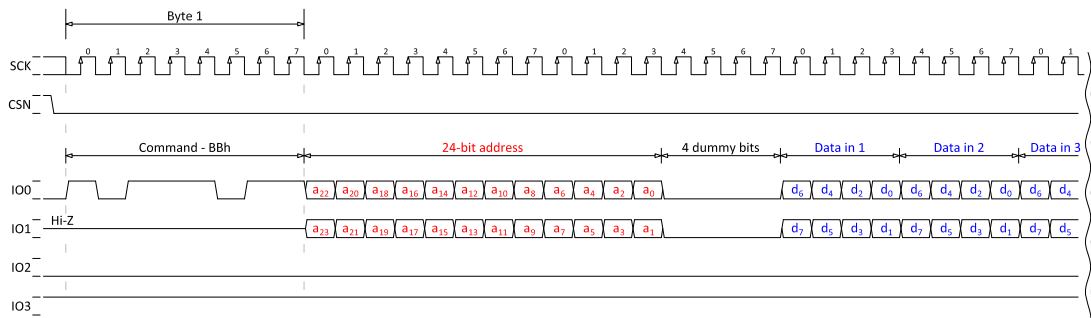 Byte 1
0 1 2 3 4 5 6 7 0 1 2 3 4 5 6 7 0 1 2 3 4 5 6 7 0 1 2 3 4 5 6 7 0 1
SCK
CSN
Command - BBh 24-bit address 4 dummy bits Data in 1 Data in 2 Data in 3
IO0 a22 a20 a18 a16 a14 a12 a10 a8 a6 a4 a2 a0 d6 d4 d2 d0 d6 d4 d2 d0 d6 d4
Hi-Z
IO1 a23 a21 a19 a17 a15 a13 a11 a9 a7 a5 a3 a1 d7 d5 d3 d1 d7 d5 d3 d1 d7 d5
IO2
IO3